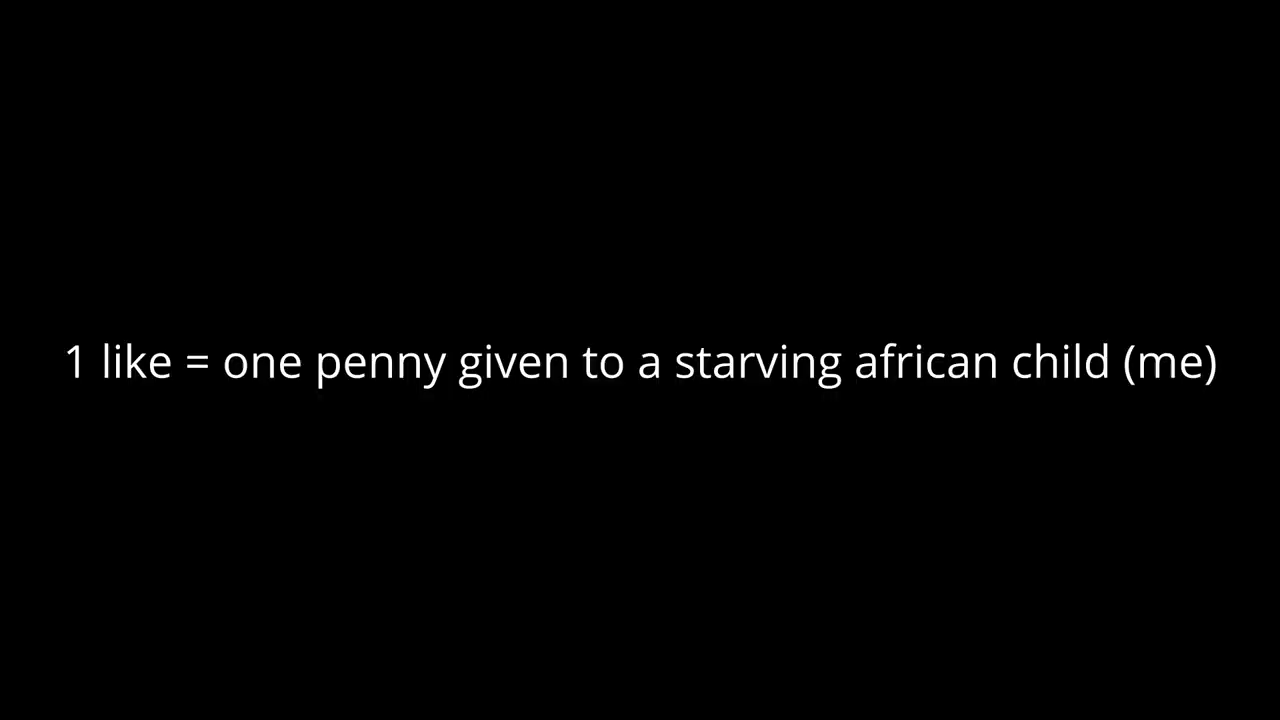 1 like = one penny given to a starving african child (me)